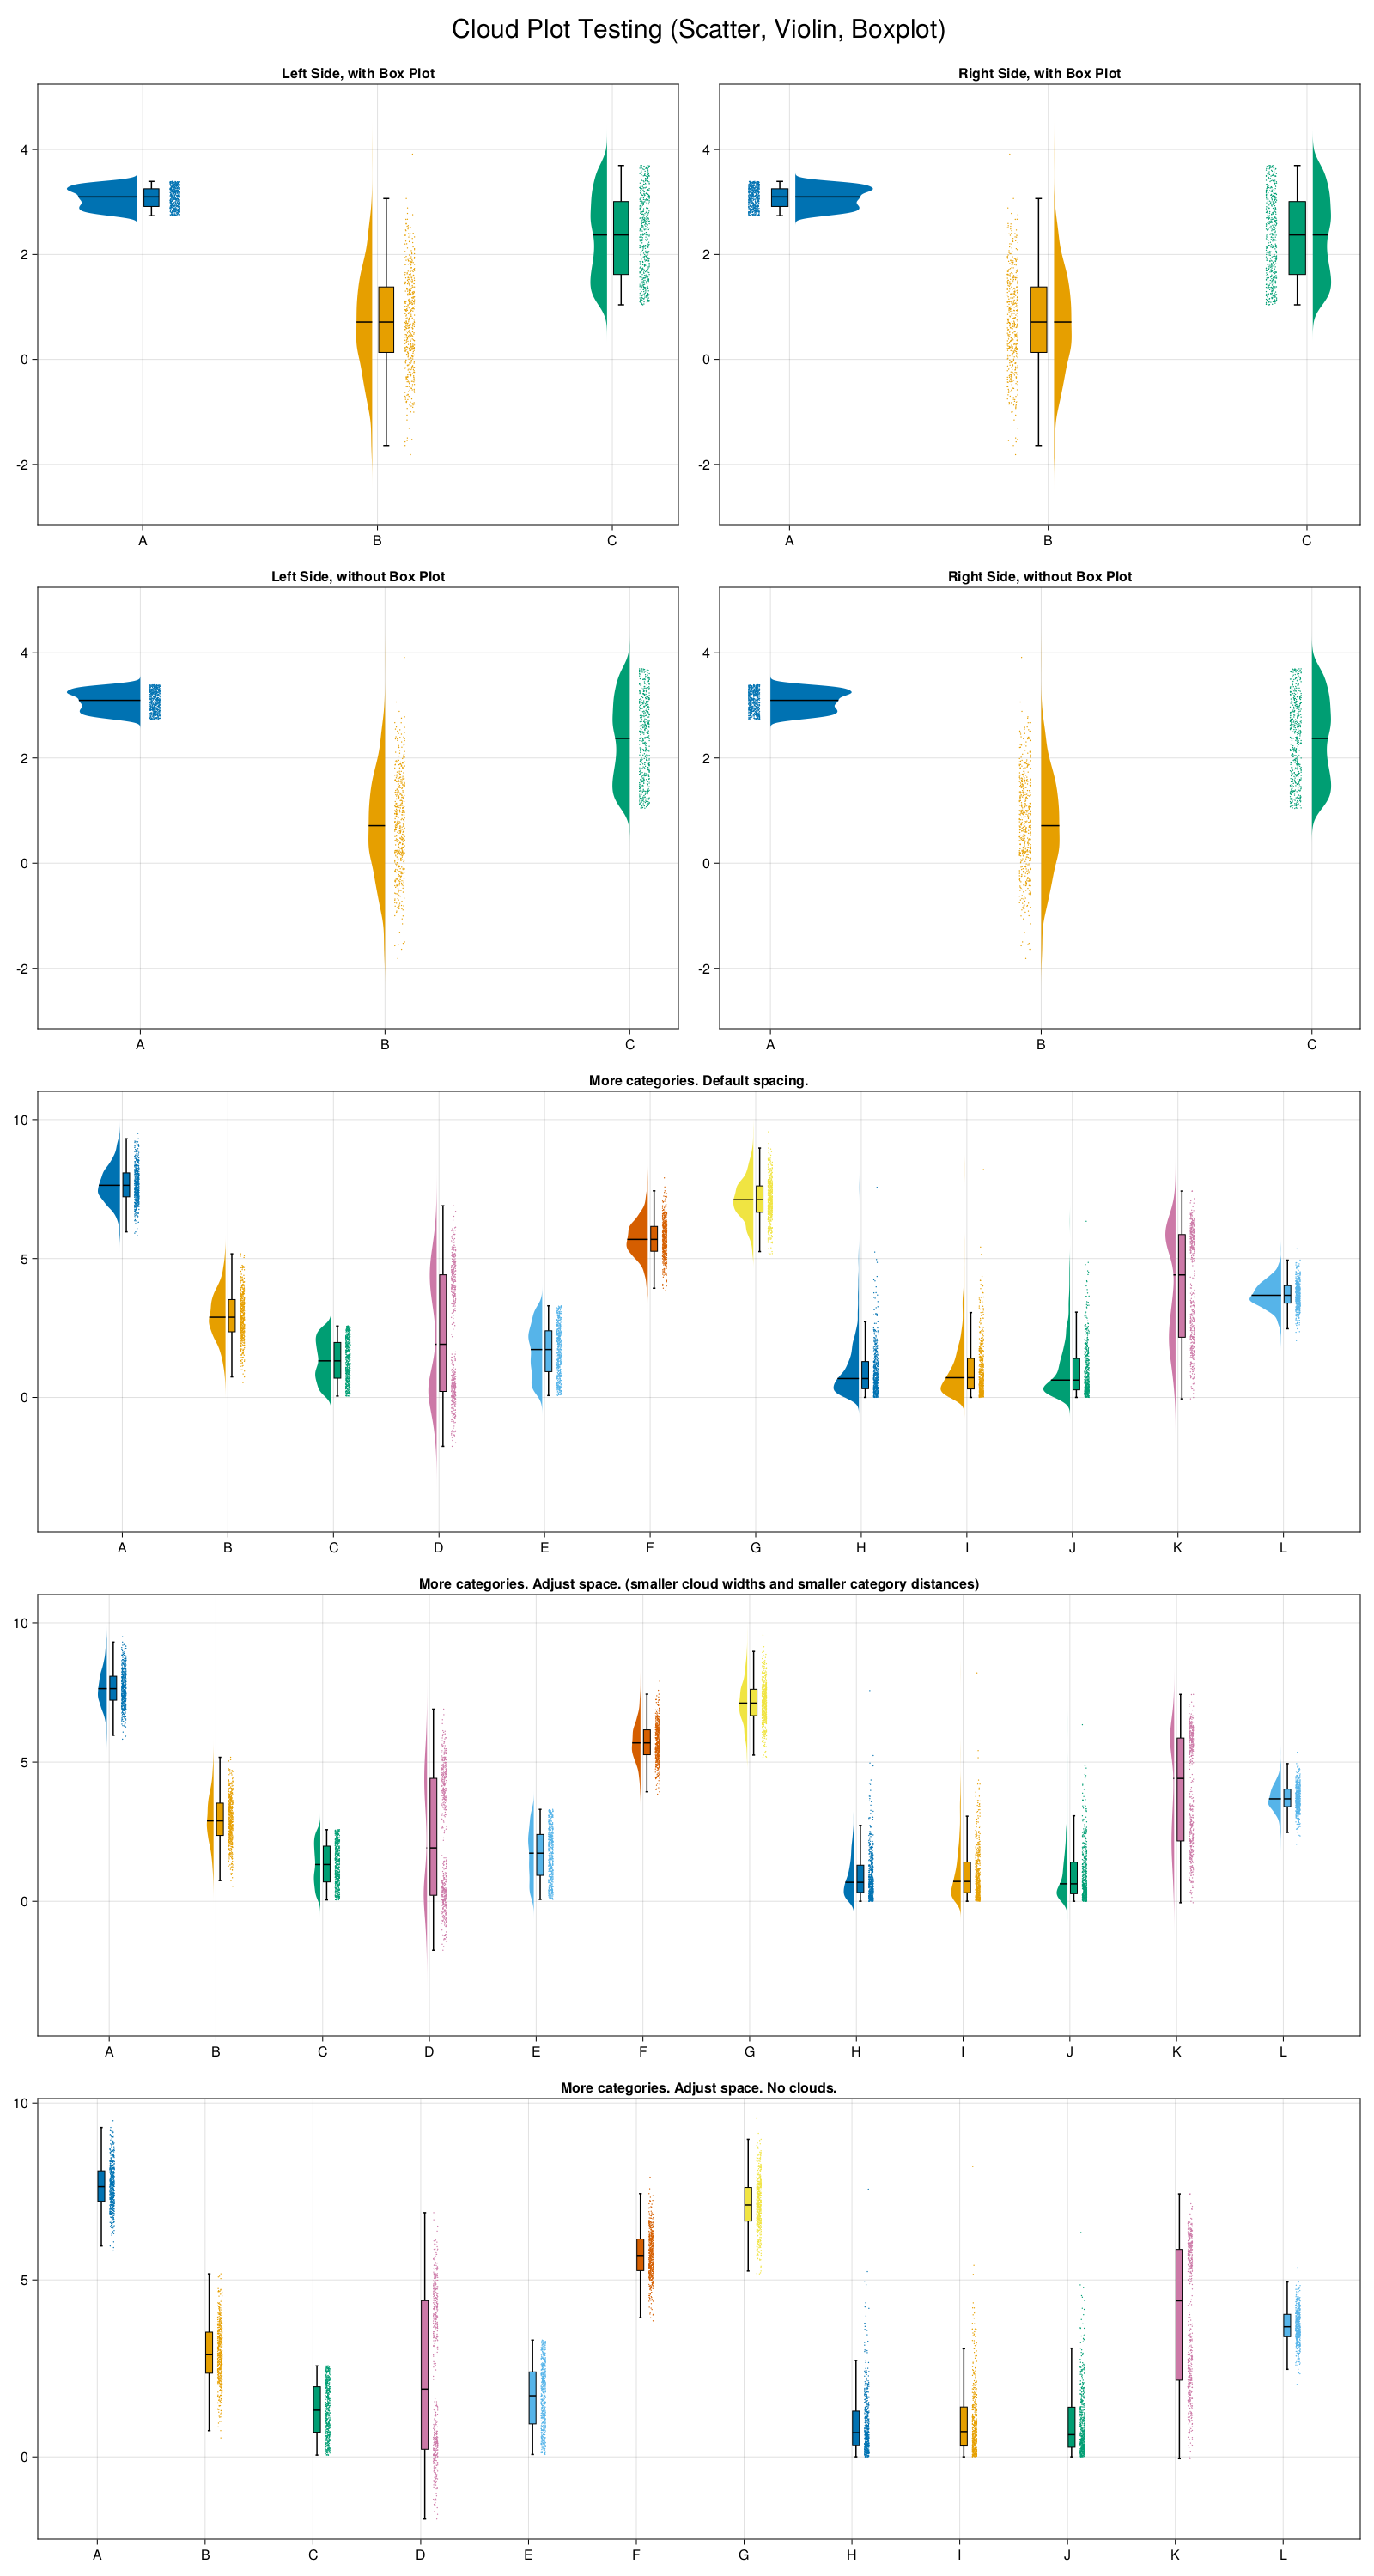 Cloud Plot Testing (Scatter, Violin, Boxplot)
Left Side, with Box Plot
4
2
0
-2
A B C
Right Side, with Box Plot
4
2
0
-2
A B C
Left Side, without Box Plot
4
2
0
-2
A B C
Right Side, without Box Plot
4
2
0
-2
A B C
More categories. Default spacing.
10
5
0
A B C D E F G H I J K L
More categories. Adjust space. (smaller cloud widths and smaller category distances)
10
5
0
A B C D E F G H I J K L
More categories. Adjust space. No clouds.
10
5
0
A B C D E F G H I J K L